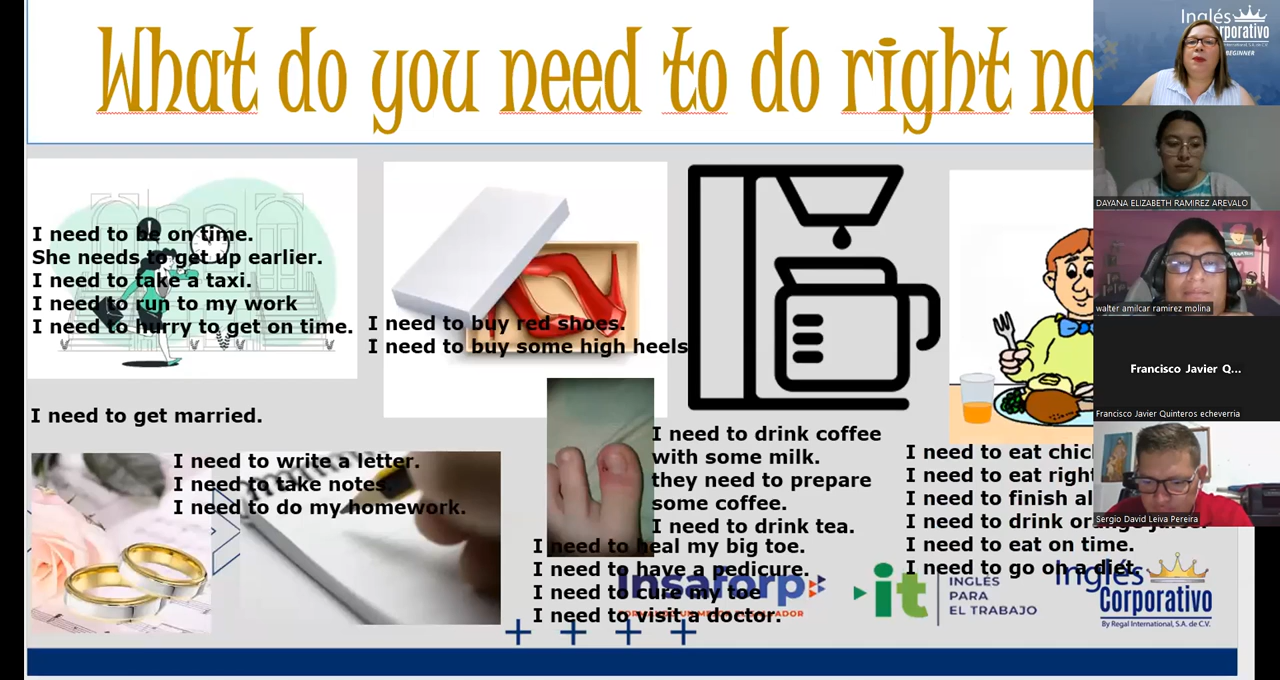 What do you need to do right no
I need to be on time.
She needs to get up earlier.
I need to take a taxi.
I need to run to my work
I need to hurry to get on time.
I need to buy red shoes.
I need to buy some high heels
I need to get married.
I need to write a letter.
I need to take notes.
I need to do my homework.
I need to drink coffee
with some milk.
they need to prepare
some coffee.
I need to drink tea.
I need to heal my big toe.
I need to have a pedicure.
I need to cure my toe
I need to visit a doctor.
I need to eat
I need to eat right
I need to finish
I need to drink
I need to eat on time.
I need to go on a diet.
insaforp
it
INGLÉS
PARA
EL TRABAJO
Inglés
Corporativo
By Regal International, S.A. de C.V.
Inglés
BEGINNER
DAYANA ELIZABETH RAMIREZ AREVALO
walter amilcar ramirez molina
Francisco Javier Q...
Francisco Javier Quinteros echeverria
Sergio David Leiva Pereira